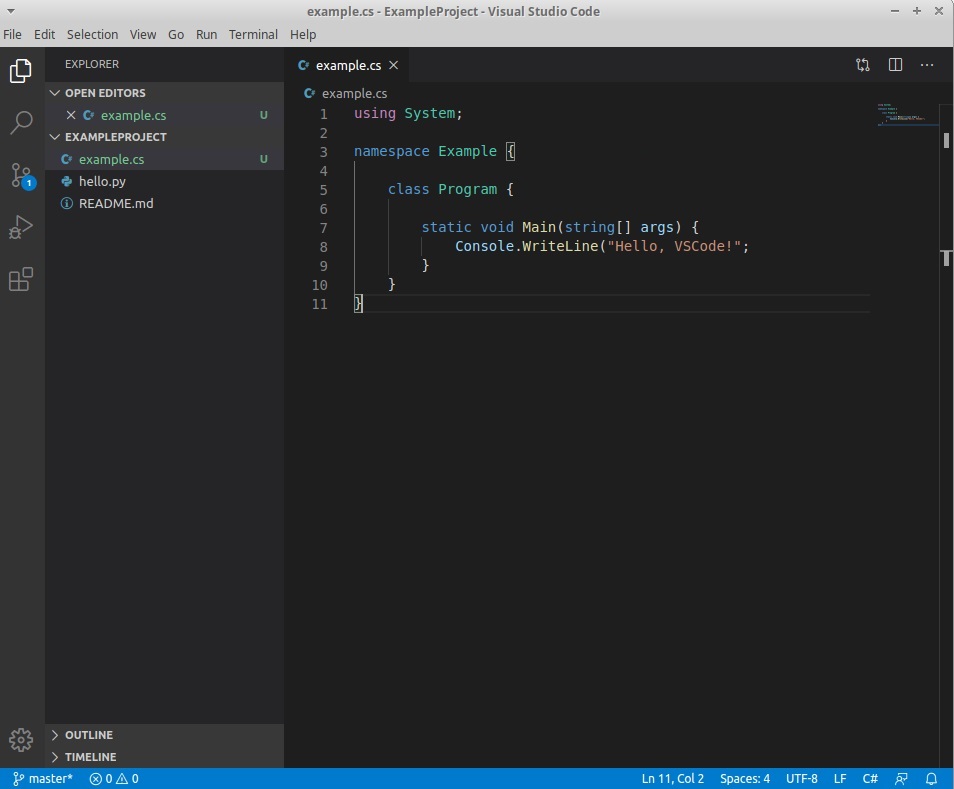 example.cs - ExampleProject - Visual Studio Code
File Edit Selection View Go Run Terminal Help
EXPLORER
OPEN EDITORS
example.cs U
EXAMPLEPROJECT
example.cs U
hello.py
README.md
OUTLINE
TIMELINE
example.cs
example.cs
1 using System;
2
3 namespace Example {
4
5 class Program {
6
7 static void Main(string[] args) {
8 Console.WriteLine("Hello, VSCode!";
9 }
10 }
11 }
1
master* 0 0 Ln 11, Col 2 Spaces: 4 UTF-8 LF C#